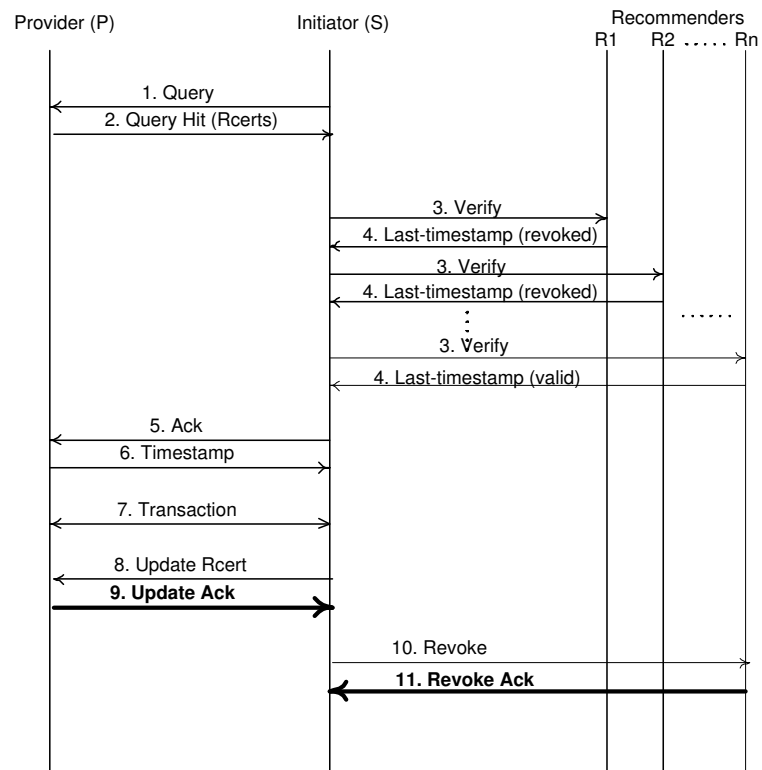 Provider (P)
Initiator (S)
Recommenders
R1 R2 ..... Rn
1. Query
2. Query Hit (Rcerts)
3. Verify
4. Last-timestamp (revoked)
3. Verify
4. Last-timestamp (revoked)
3. Verify
4. Last-timestamp (valid)
5. Ack
6. Timestamp
7. Transaction
8. Update Rcert
9. Update Ack
10. Revoke
11. Revoke Ack